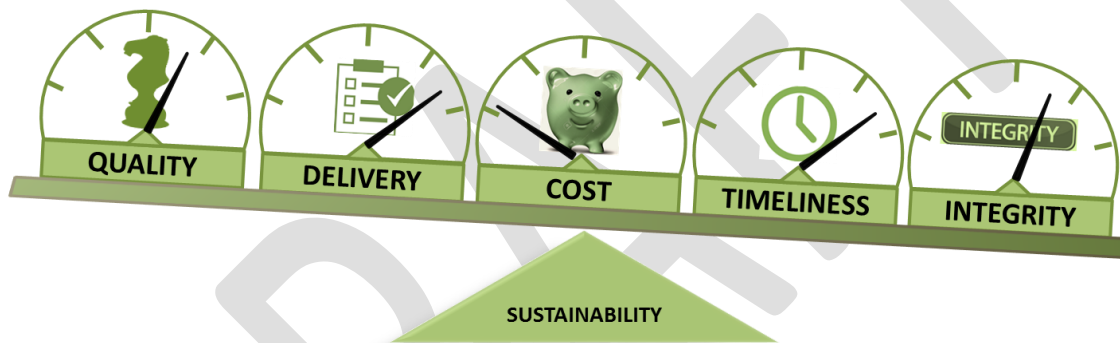 INTEGRITY
QUALITY
DELIVERY
COST
TIMELINESS
INTEGRITY
SUSTAINABILITY